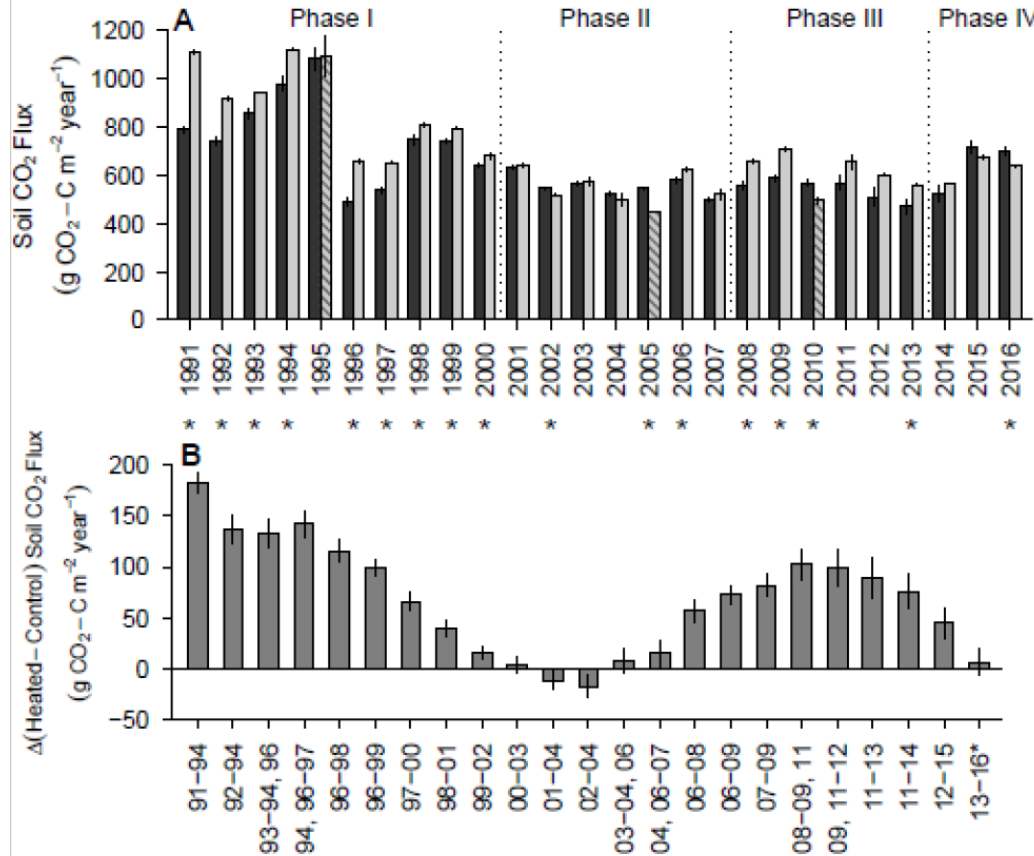 A Phase I Phase II Phase III Phase IV
Soil CO2 Flux
(g CO2−C m−2 year−1)
1200
1000
800
600
400
200
0
1991 1992 1993 1994 1995 1996 1997 1998 1999 2000 2001 2002 2003 2004 2005 2006 2007 2008 2009 2010 2011 2012 2013 2014 2015 2016
* * * * * * * * * * * * * * * *
B
Δ(Heated−Control) Soil CO2 Flux
(g CO2−C m−2 year−1)
200
150
100
50
0
−50
91−94 92−94 93−94, 96 94, 96−97 96−98 96−99 97−00 98−01 99−02 00−03 01−04 02−04 03−04, 06 04, 06−07 06−08 06−09 07−09 08−09, 11 09, 11−12 11−13 11−14 12−15 13−16*